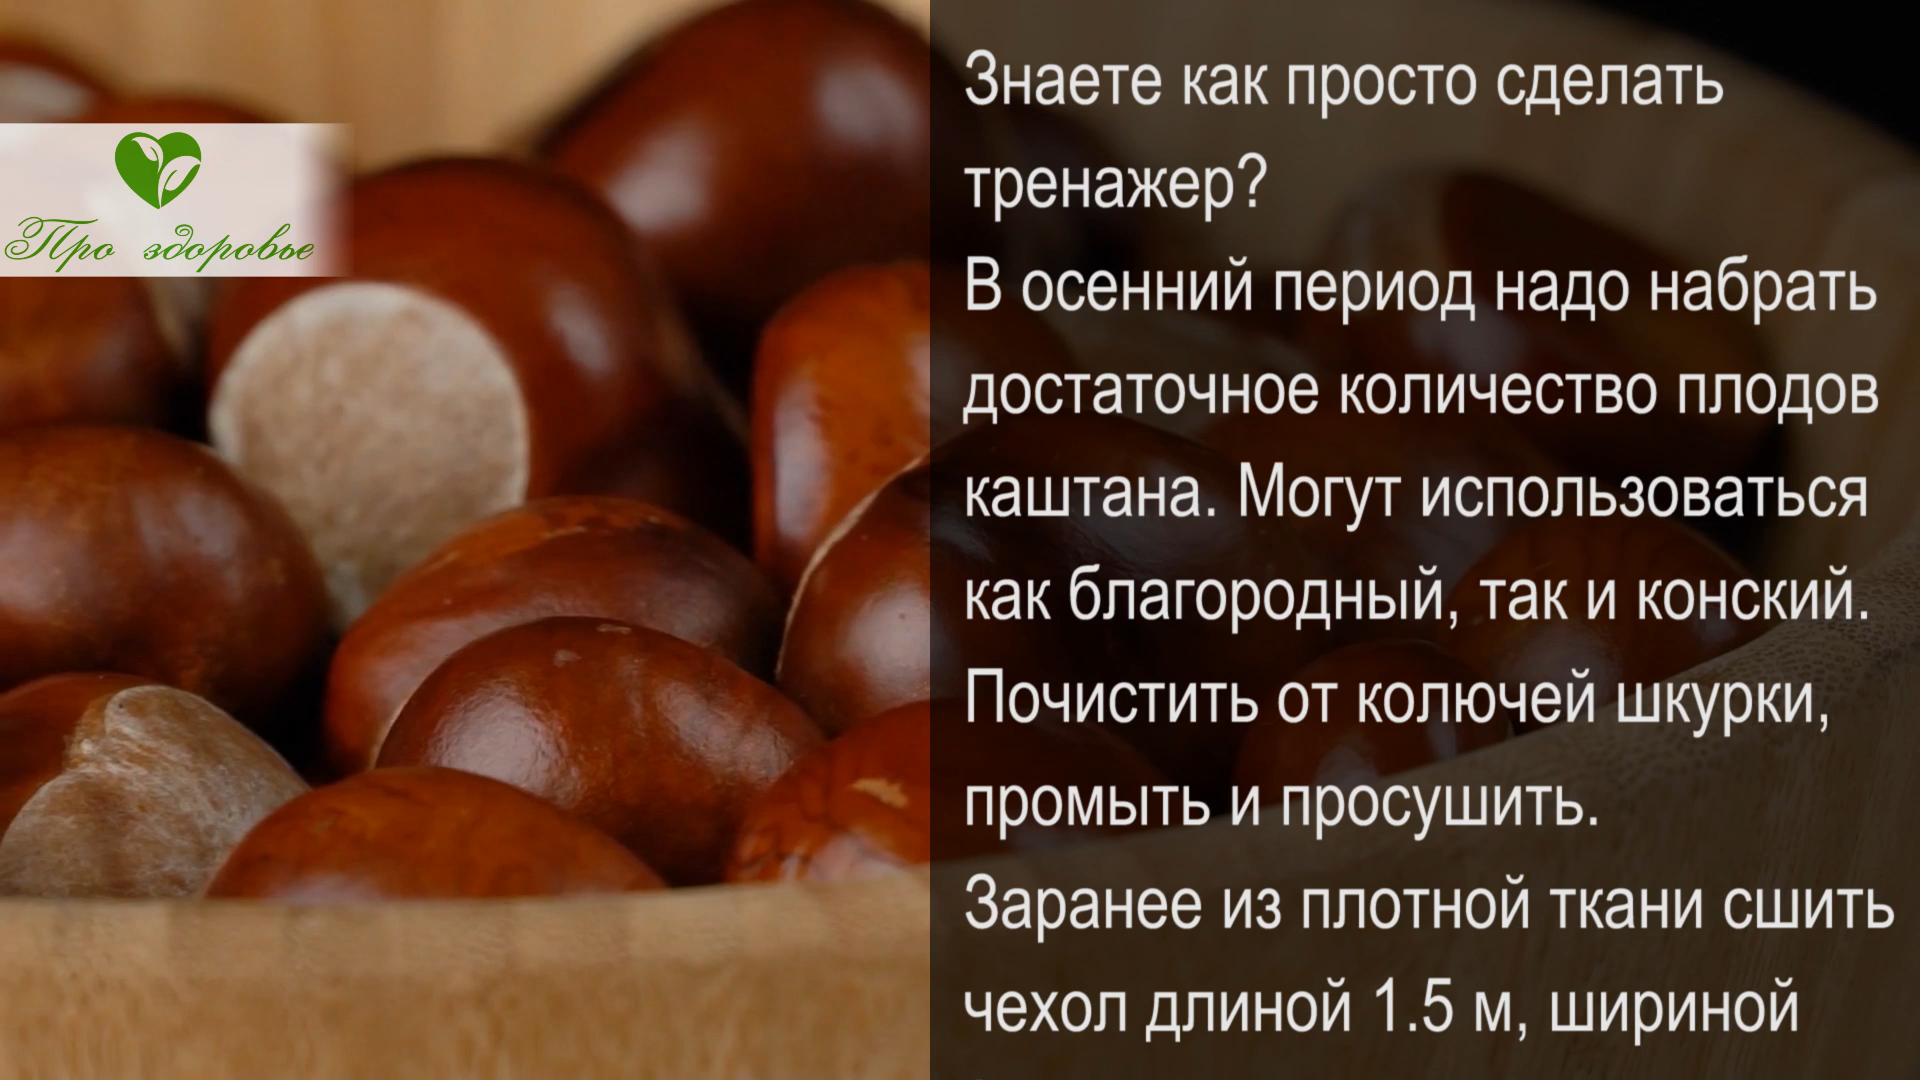 Про здоровье
Знаете как просто сделать
тренажер?
В осенний период надо набрать
достаточное количество плодов
каштана. Могут использоваться
как благородный, так и конский.
Почистить от колючей шкурки,
промыть и просушить.
Заранее из плотной ткани сшить
чехол длиной 1.5 м, шириной